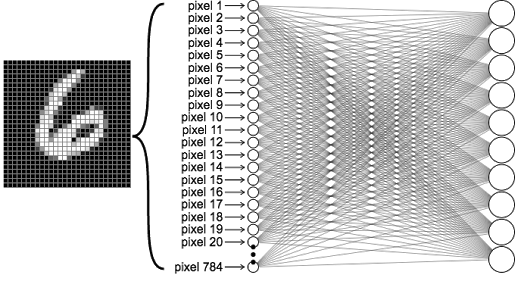 pixel 1
pixel 2
pixel 3
pixel 4
pixel 5
pixel 6
pixel 7
pixel 8
pixel 9
pixel 10
pixel 11
pixel 12
pixel 13
pixel 14
pixel 15
pixel 16
pixel 17
pixel 18
pixel 19
pixel 20
pixel 784